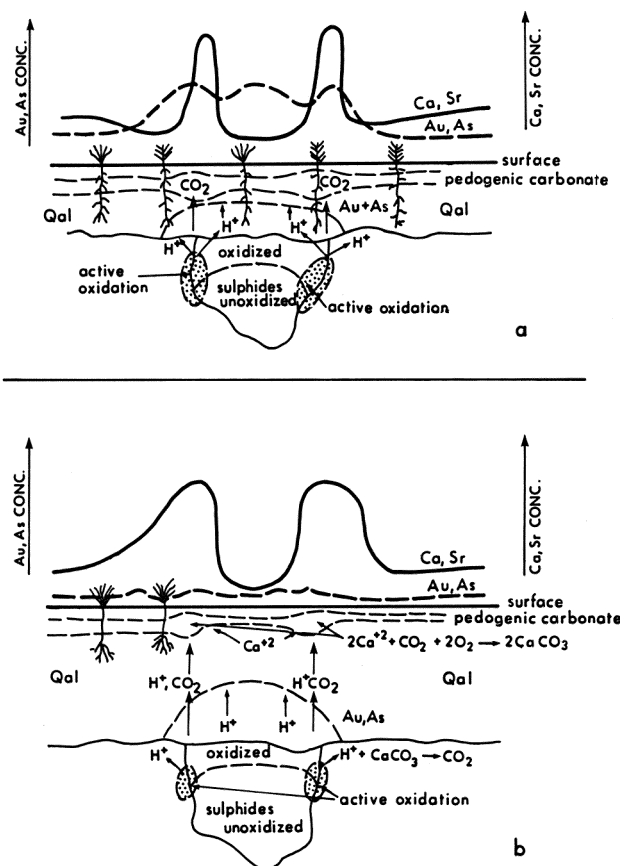 Au, As CONC.
Ca, Sr CONC.
Ca, Sr
Au, As
surface
pedogenic carbonate
CO2
CO2
Qal
H+
H+
Au+As
Qal
H+
H+
oxidized
active
oxidation
sulphides
unoxidized
active oxidation
a
Au, As CONC.
Ca, Sr CONC.
Ca, Sr
Au, As
surface
pedogenic carbonate
Ca+2
2Ca+2 + CO2 + 2O2 → 2CaCO3
Qal
H+, CO2
H+CO2
Qal
H+
H+
Au, As
H+
oxidized
H+ + CaCO3 → CO2
active oxidation
sulphides
unoxidized
b